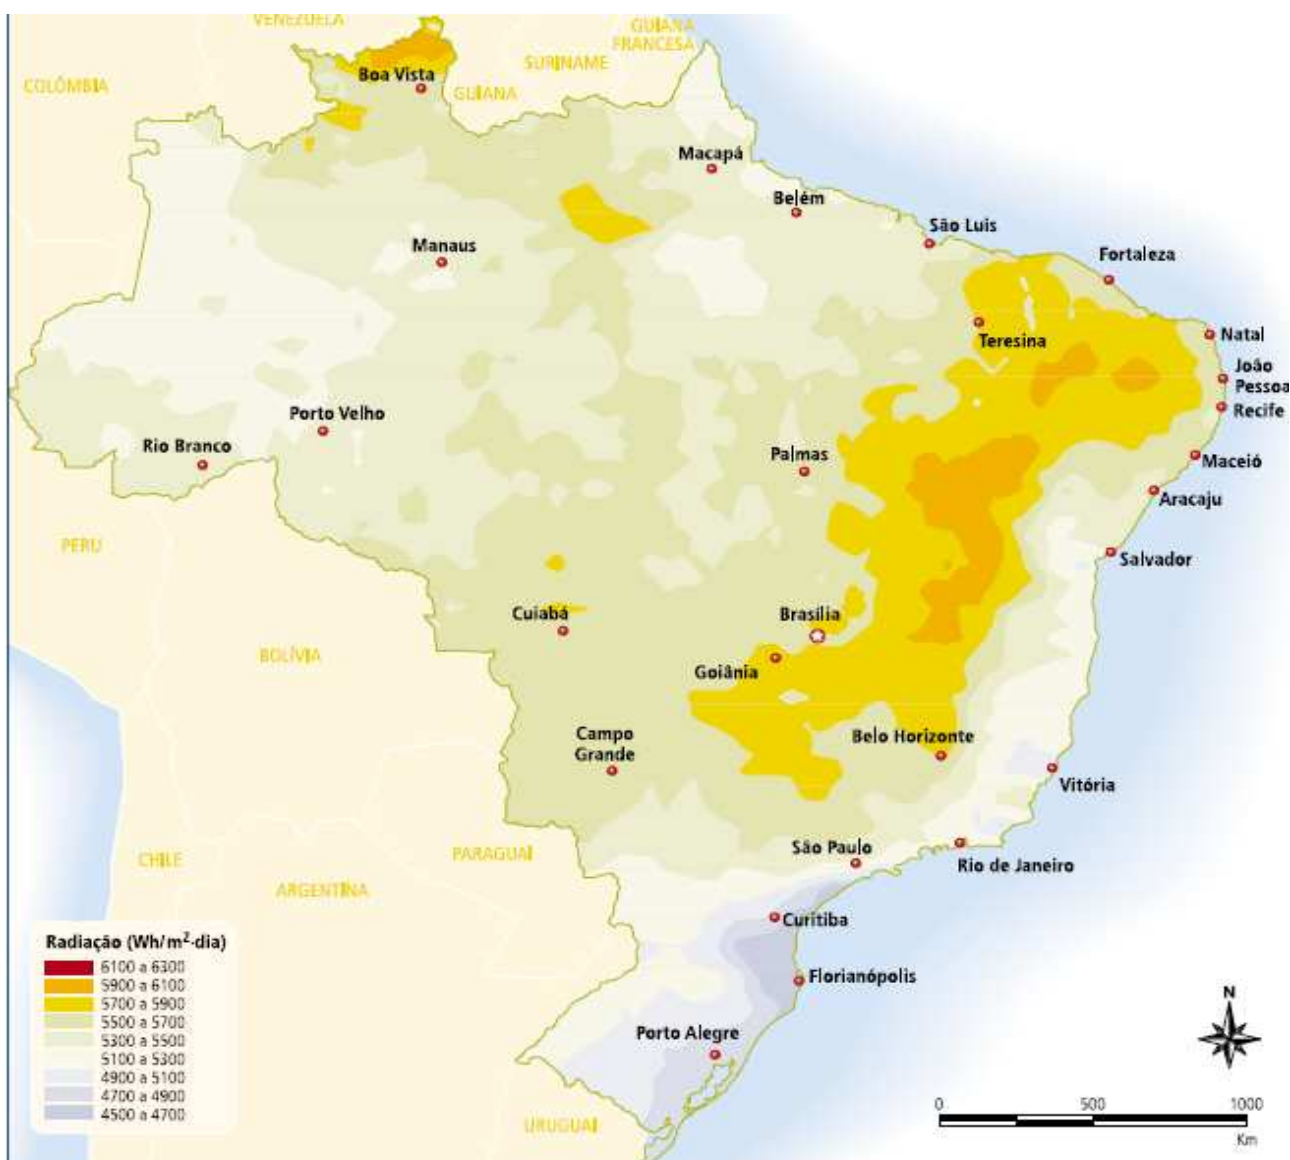 VENEZUELA
GUIANA
FRANCESA
SURINAME
COLÔMBIA
Boa Vista
GUIANA
Macapá
Belém
São Luis
Manaus
Fortaleza
Teresina
Natal
João
Pessoa
Recife
Porto Velho
Rio Branco
Palmas
Maceió
Aracaju
PERU
Salvador
Cuiabá
Brasília
BOLÍVIA
Goiânia
Campo
Grande
Belo Horizonte
Vitória
CHILE
PARAGUAI
São Paulo
Rio de Janeiro
ARGENTINA
Curitiba
Florianópolis
Porto Alegre
URUGUAI
Radiação (Wh/m²·dia)
6100 a 6300
5900 a 6100
5700 a 5900
5500 a 5700
5300 a 5500
5100 a 5300
4900 a 5100
4700 a 4900
4500 a 4700
N
0 500 1000
Km